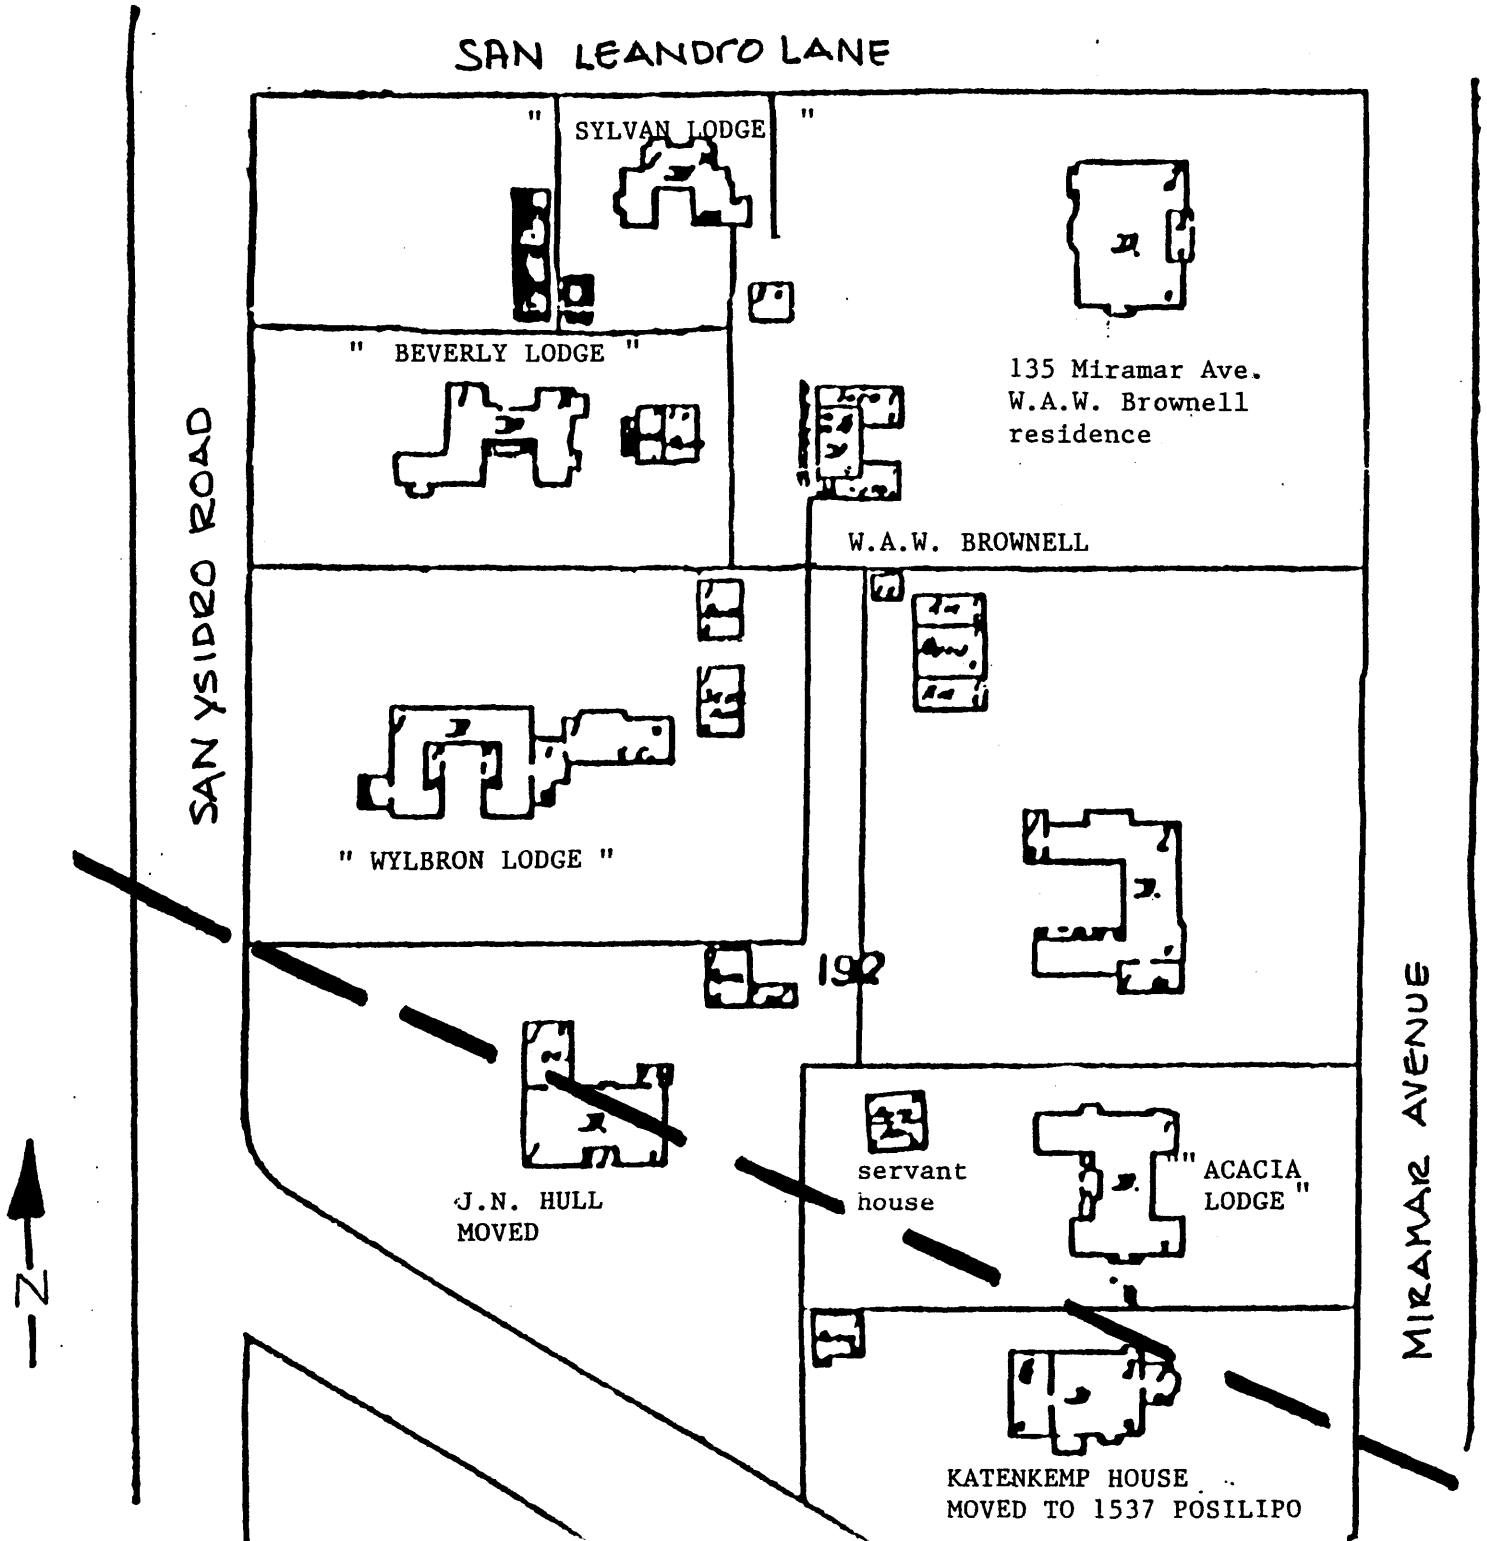 SAN LEANDRO LANE
" SYLVAN LODGE "
" BEVERLY LODGE "
135 Miramar Ave.
W.A.W. Brownell
residence
W.A.W. BROWNELL
SAN YSIDRO ROAD
" WYLBRON LODGE "
192
servant
house
"" ACACIA
LODGE "
J.N. HULL
MOVED
MIRAMAR AVENUE
N
KATENKEMP HOUSE
MOVED TO 1537 POSILIPO